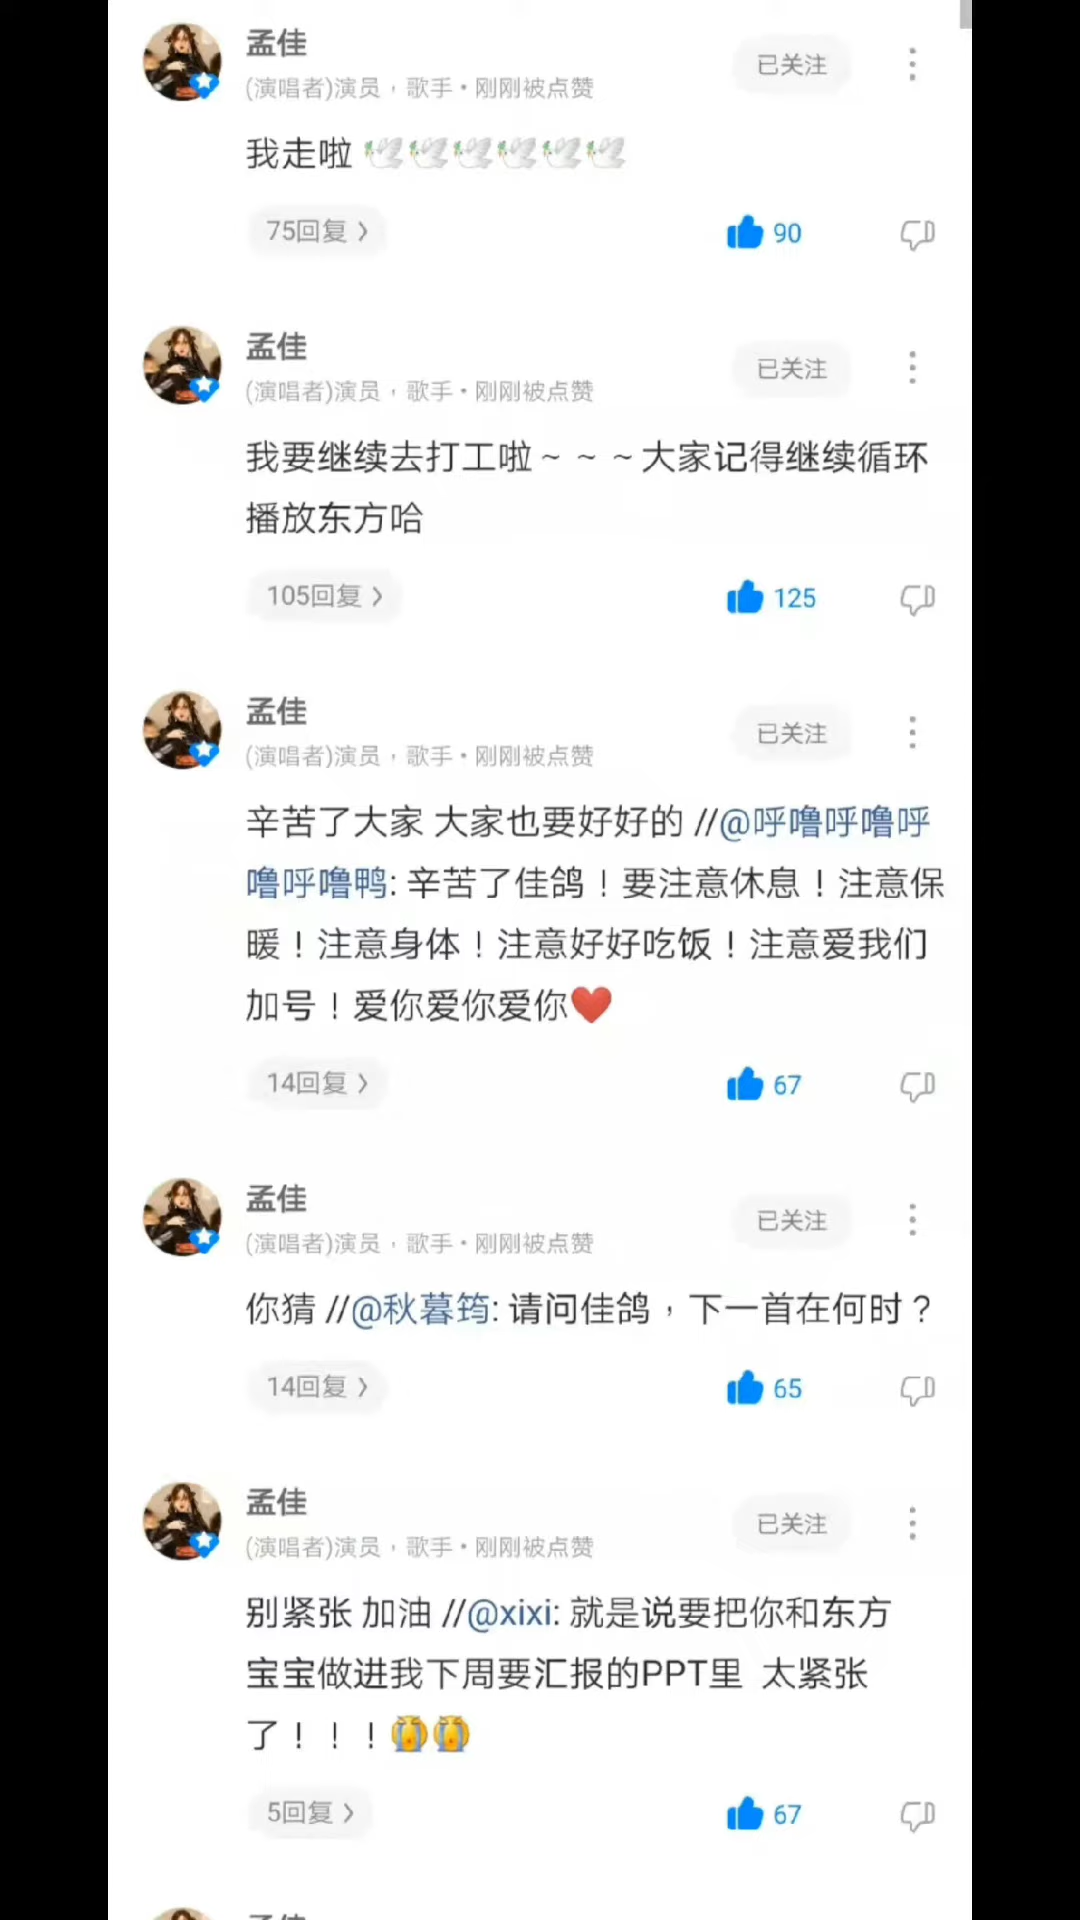 孟佳
已关注
(演唱者)演员，歌手·刚刚被点赞
我走啦 🕊🕊🕊🕊🕊🕊
75回复 >
90
孟佳
已关注
(演唱者)演员，歌手·刚刚被点赞
我要继续去打工啦～～～大家记得继续循环
播放东方哈
105回复 >
125
孟佳
已关注
(演唱者)演员，歌手·刚刚被点赞
辛苦了大家 大家也要好好的 //@呼噜呼噜呼
噜呼噜鸭: 辛苦了佳鸽！要注意休息！注意保
暖！注意身体！注意好好吃饭！注意爱我们
加号！爱你爱你爱你❤️
14回复 >
67
孟佳
已关注
(演唱者)演员，歌手·刚刚被点赞
你猜 //@秋暮筠: 请问佳鸽，下一首在何时？
14回复 >
65
孟佳
已关注
(演唱者)演员，歌手·刚刚被点赞
别紧张 加油 //@xixi: 就是说要把你和东方
宝宝做进我下周要汇报的PPT里 太紧张
了！！！😭😭
5回复 >
67